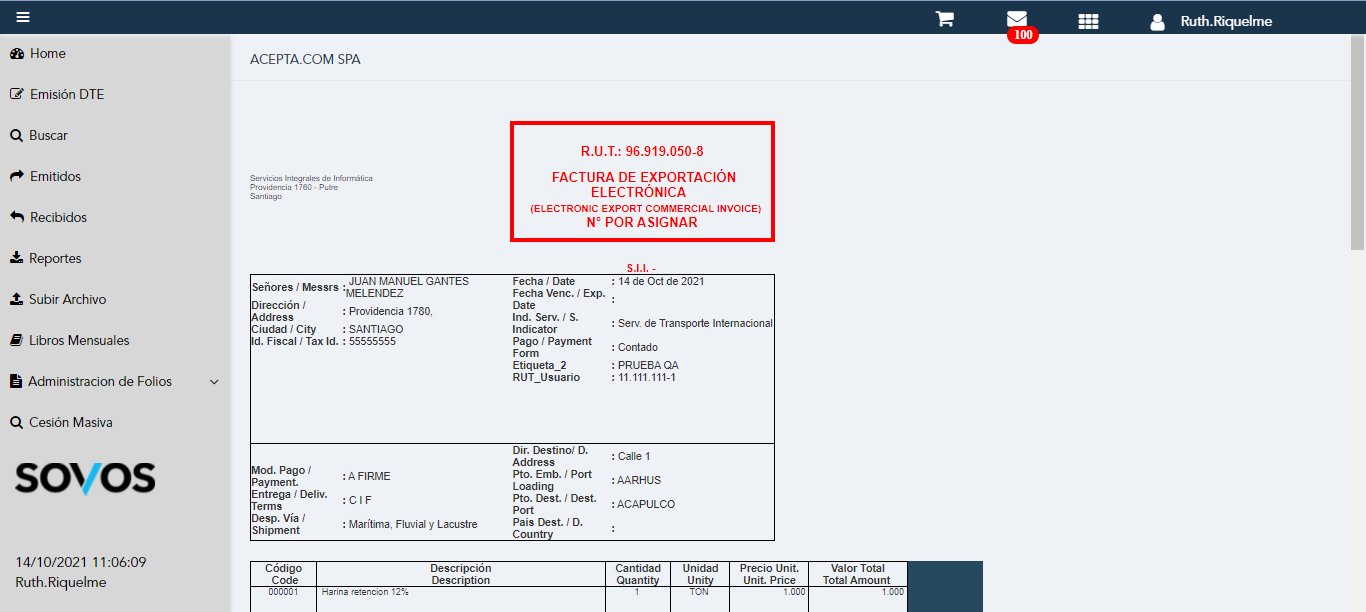 Ruth.Riquelme
100
Home
Emisión DTE
Buscar
Emitidos
Recibidos
Reportes
Subir Archivo
Libros Mensuales
Administracion de Folios
Cesión Masiva
SOVOS
14/10/2021 11:06:09
Ruth.Riquelme
ACEPTA.COM SPA
Servicios Integrales de Informática
Providencia 1760 - Putre
Santiago
R.U.T.: 96.919.050-8
FACTURA DE EXPORTACIÓN
ELECTRÓNICA
(ELECTRONIC EXPORT COMMERCIAL INVOICE)
N° POR ASIGNAR
S.I.I. -
Señores / Messrs : JUAN MANUEL GANTES
MELENDEZ
Dirección /
Address : Providencia 1780,
Ciudad / City : SANTIAGO
Id. Fiscal / Tax Id. : 55555555
Fecha / Date : 14 de Oct de 2021
Fecha Venc. / Exp.
Date :
Ind. Serv. / S.
Indicator : Serv. de Transporte Internacional
Pago / Payment
Form : Contado
Etiqueta_2 : PRUEBA QA
RUT_Usuario : 11.111.111-1
Mod. Pago /
Payment. : A FIRME
Entrega / Deliv.
Terms : C I F
Desp. Vía /
Shipment : Marítima, Fluvial y Lacustre
Dir. Destino/ D.
Address : Calle 1
Pto. Emb. / Port
Loading : AARHUS
Pto. Dest. / Dest.
Port : ACAPULCO
Pais Dest. / D.
Country :
Código Descripción Cantidad Unidad Precio Unit. Valor Total
Code Description Quantity Unity Unit. Price Total Amount
000001 Harina retencion 12% 1 TON 1.000 1.000